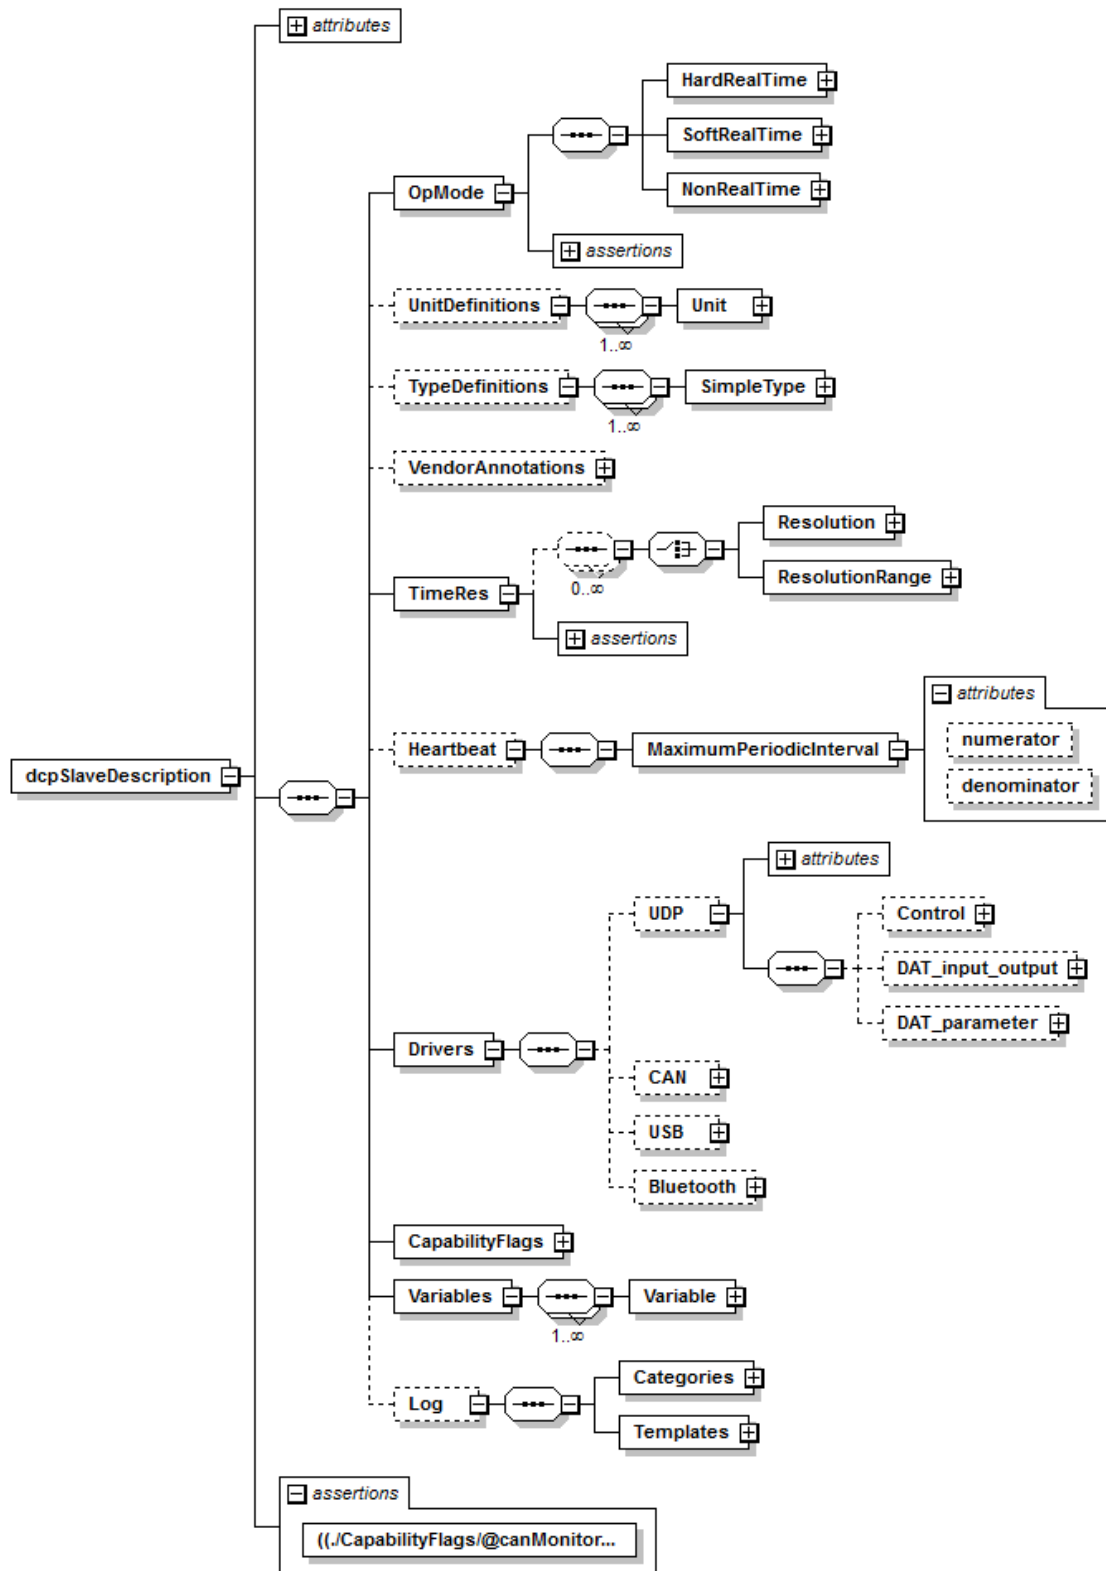 attributes
HardRealTime
SoftRealTime
NonRealTime
OpMode
assertions
UnitDefinitions
Unit
1..∞
TypeDefinitions
SimpleType
1..∞
VendorAnnotations
Resolution
ResolutionRange
0..∞
TimeRes
assertions
attributes
numerator
denominator
Heartbeat
MaximumPeriodicInterval
dcpSlaveDescription
attributes
UDP
Control
DAT_input_output
DAT_parameter
Drivers
CAN
USB
Bluetooth
CapabilityFlags
Variables
Variable
1..∞
Categories
Log
Templates
assertions
((./CapabilityFlags/@canMonitor...